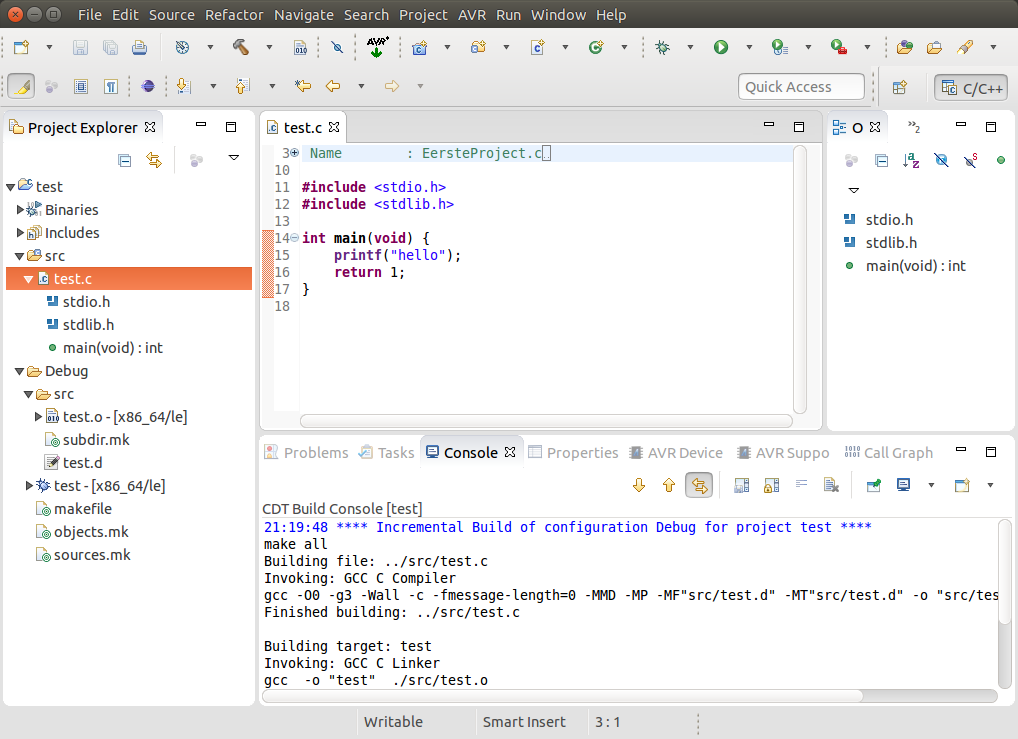 File Edit Source Refactor Navigate Search Project AVR Run Window Help
AVR
010
Quick Access
C/C++
Project Explorer
test
Binaries
Includes
src
test.c
stdio.h
stdlib.h
main(void) : int
Debug
src
test.o - [x86_64/le]
subdir.mk
test.d
test - [x86_64/le]
makefile
objects.mk
sources.mk
test.c
3 Name        : EersteProject.c
10
11 #include <stdio.h>
12 #include <stdlib.h>
13
14 int main(void) {
15     printf("hello");
16     return 1;
17 }
18
O
»2
stdio.h
stdlib.h
main(void) : int
Problems Tasks Console Properties AVR Device AVR Suppo Call Graph
CDT Build Console [test]
21:19:48 **** Incremental Build of configuration Debug for project test ****
make all
Building file: ../src/test.c
Invoking: GCC C Compiler
gcc -O0 -g3 -Wall -c -fmessage-length=0 -MMD -MP -MF"src/test.d" -MT"src/test.d" -o "src/tes
Finished building: ../src/test.c
Building target: test
Invoking: GCC C Linker
gcc  -o "test"  ./src/test.o
Writable Smart Insert 3 : 1